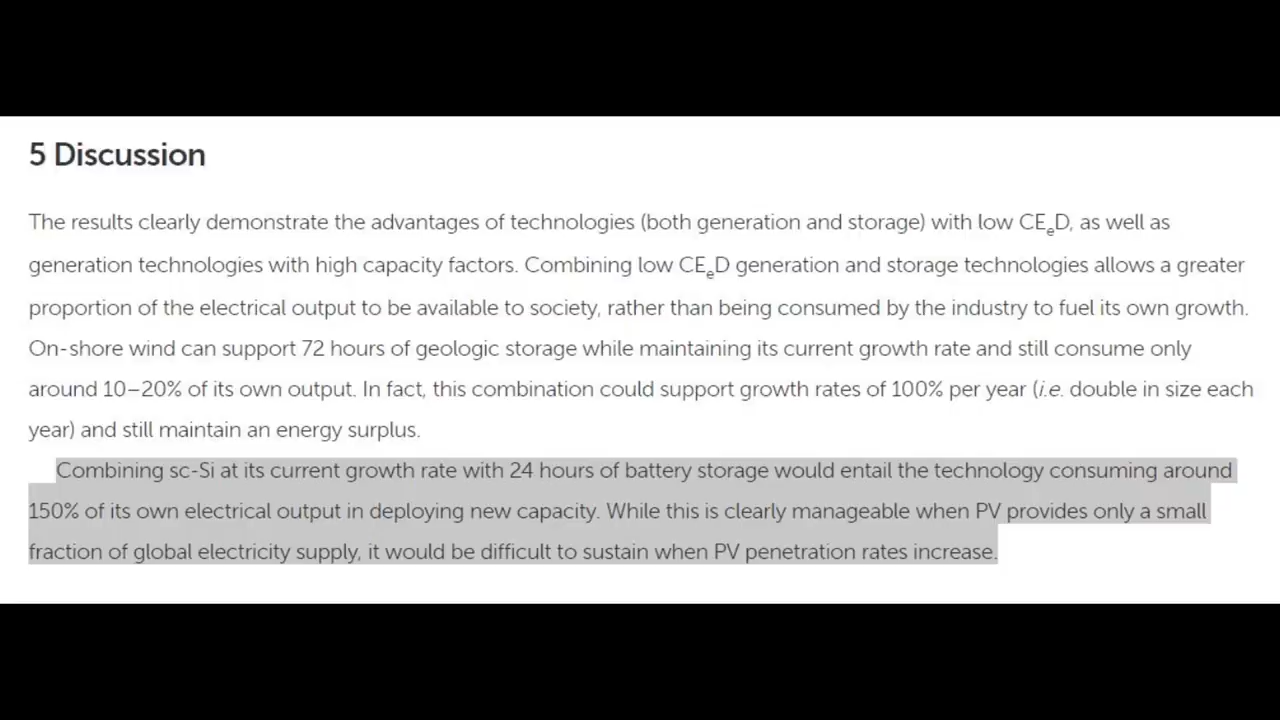 5 Discussion
The results clearly demonstrate the advantages of technologies (both generation and storage) with low CEeD, as well as
generation technologies with high capacity factors. Combining low CEeD generation and storage technologies allows a greater
proportion of the electrical output to be available to society, rather than being consumed by the industry to fuel its own growth.
On-shore wind can support 72 hours of geologic storage while maintaining its current growth rate and still consume only
around 10–20% of its own output. In fact, this combination could support growth rates of 100% per year (i.e. double in size each
year) and still maintain an energy surplus.
Combining sc-Si at its current growth rate with 24 hours of battery storage would entail the technology consuming around
150% of its own electrical output in deploying new capacity. While this is clearly manageable when PV provides only a small
fraction of global electricity supply, it would be difficult to sustain when PV penetration rates increase.